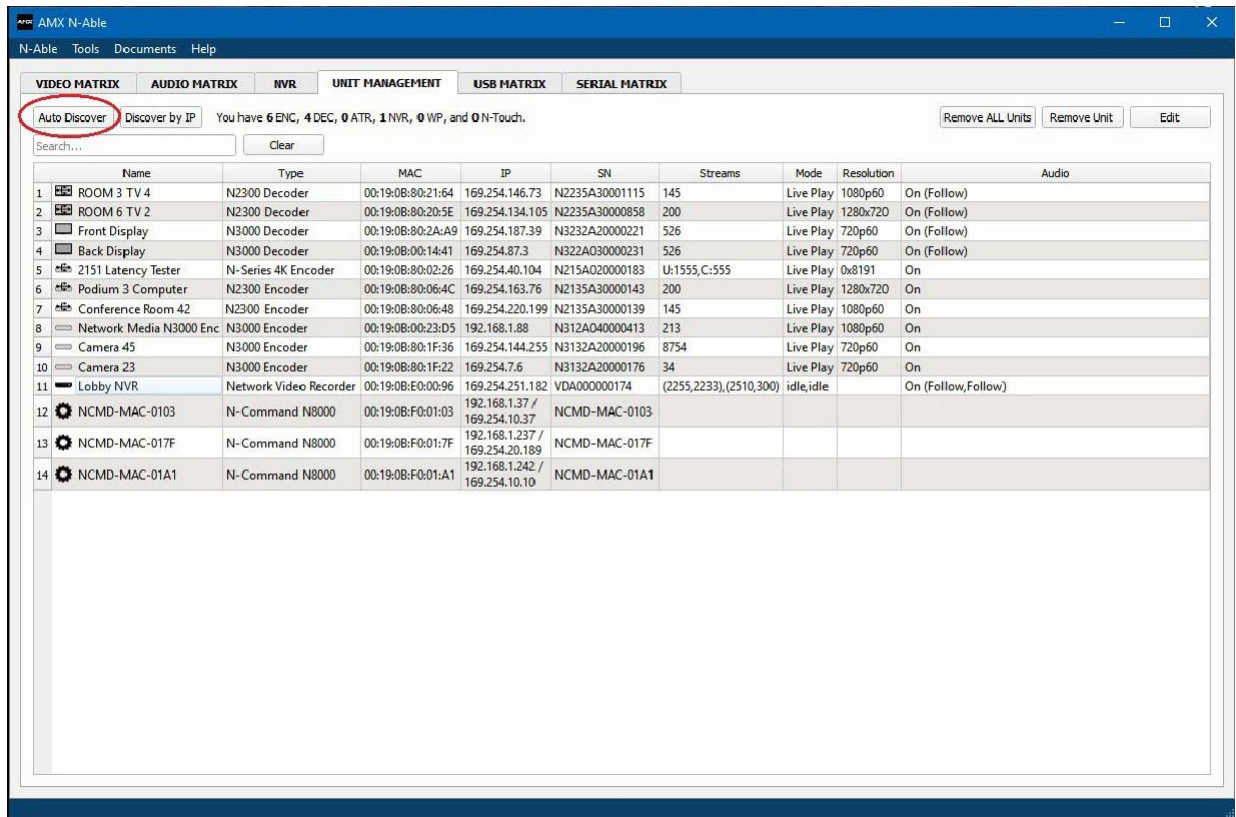 AMX AMX N-Able
N-Able Tools Documents Help
VIDEO MATRIX AUDIO MATRIX NVR UNIT MANAGEMENT USB MATRIX SERIAL MATRIX
Auto Discover Discover by IP You have 6 ENC, 4 DEC, 0 ATR, 1 NVR, 0 WP, and 0 N-Touch. Remove ALL Units Remove Unit Edit
Search... Clear
Name Type MAC IP SN Streams Mode Resolution Audio
1 ROOM 3 TV 4 N2300 Decoder 00:19:0B:80:21:64 169.254.146.73 N2235A30001115 145 Live Play 1080p60 On (Follow)
2 ROOM 6 TV 2 N2300 Decoder 00:19:0B:80:20:5E 169.254.134.105 N2235A30000858 200 Live Play 1280x720 On (Follow)
3 Front Display N3000 Decoder 00:19:0B:80:2A:A9 169.254.187.39 N3232A20000221 526 Live Play 720p60 On (Follow)
4 Back Display N3000 Decoder 00:19:0B:00:14:41 169.254.87.3 N322A030000231 526 Live Play 720p60 On (Follow)
5 2151 Latency Tester N-Series 4K Encoder 00:19:0B:80:02:26 169.254.40.104 N215A020000183 U:1555,C:555 Live Play 0x8191 On
6 Podium 3 Computer N2300 Encoder 00:19:0B:80:06:4C 169.254.163.76 N2135A30000143 200 Live Play 1280x720 On
7 Conference Room 42 N2300 Encoder 00:19:0B:80:06:48 169.254.220.199 N2135A30000139 145 Live Play 1080p60 On
8 Network Media N3000 Enc N3000 Encoder 00:19:0B:00:23:D5 192.168.1.88 N312A040000413 213 Live Play 1080p60 On
9 Camera 45 N3000 Encoder 00:19:0B:80:1F:36 169.254.144.255 N3132A20000196 8754 Live Play 720p60 On
10 Camera 23 N3000 Encoder 00:19:0B:80:1F:22 169.254.7.6 N3132A20000176 34 Live Play 720p60 On
11 Lobby NVR Network Video Recorder 00:19:0B:E0:00:96 169.254.251.182 VDA000000174 (2255,2233),(2510,300) idle,idle On (Follow,Follow)
12 NCMD-MAC-0103 N-Command N8000 00:19:0B:F0:01:03 192.168.1.37 / 169.254.10.37 NCMD-MAC-0103
13 NCMD-MAC-017F N-Command N8000 00:19:0B:F0:01:7F 192.168.1.237 / 169.254.20.189 NCMD-MAC-017F
14 NCMD-MAC-01A1 N-Command N8000 00:19:0B:F0:01:A1 192.168.1.242 / 169.254.10.10 NCMD-MAC-01A1